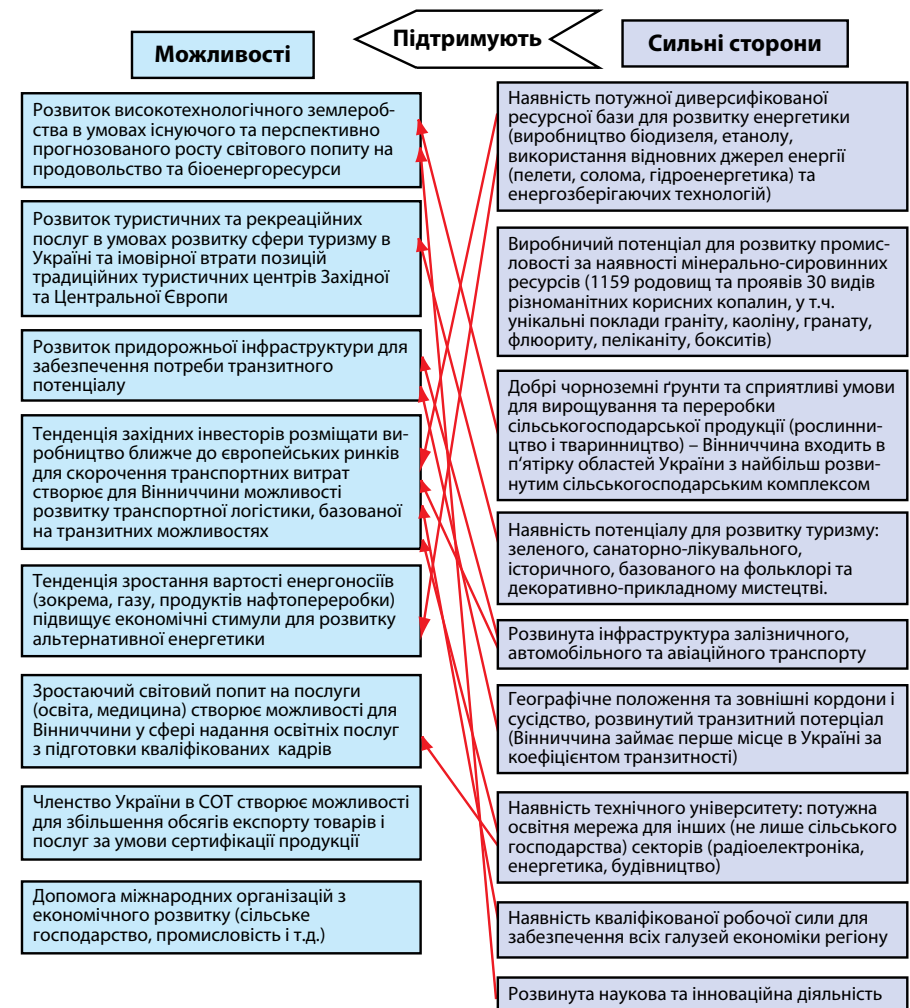 Можливості
Підтримують
Сильні сторони
Розвиток високотехнологічного землероб-
ства в умовах існуючого та перспективно
прогнозованого росту світового попиту на
продовольство та біоенергоресурси
Розвиток туристичних та рекреаційних
послуг в умовах розвитку сфери туризму в
Україні та імовірної втрати позицій
традиційних туристичних центрів Західної
та Центральної Європи
Розвиток придорожньої інфраструктури для
забезпечення потреби транзитного
потенціалу
Тенденція західних інвесторів розміщати ви-
робництво ближче до європейських ринків
для скорочення транспортних витрат
створює для Вінниччини можливості
розвитку транспортної логістики, базованої
на транзитних можливостях
Тенденція зростання вартості енергоносіїв
(зокрема, газу, продуктів нафтопереробки)
підвищує економічні стимули для розвитку
альтернативної енергетики
Зростаючий світовий попит на послуги
(освіта, медицина) створює можливості для
Вінниччини у сфері надання освітніх послуг
з підготовки кваліфікованих кадрів
Членство України в СОТ створює можливості
для збільшення обсягів експорту товарів і
послуг за умови сертифікації продукції
Допомога міжнародних організацій з
економічного розвитку (сільське
господарство, промисловість і т.д.)
Наявність потужної диверсифікованої
ресурсної бази для розвитку енергетики
(виробництво біодизеля, етанолу,
використання відновних джерел енергії
(пелети, солома, гідроенергетика) та
енергозберігаючих технологій)
Виробничий потенціал для розвитку промис-
ловості за наявності мінерально-сировинних
ресурсів (1159 родовищ та проявів 30 видів
різноманітних корисних копалин, у т.ч.
унікальні поклади граніту, каоліну, гранату,
флюориту, пеліканіту, бокситів)
Добрі чорноземні ґрунти та сприятливі умови
для вирощування та переробки
сільськогосподарської продукції (рослинни-
цтво і тваринництво) – Вінниччина входить в
п’ятірку областей України з найбільш розви-
нутим сільськогосподарським комплексом
Наявність потенціалу для розвитку туризму:
зеленого, санаторно-лікувального,
історичного, базованого на фольклорі та
декоративно-прикладному мистецтві.
Розвинута інфраструктура залізничного,
автомобільного та авіаційного транспорту
Географічне положення та зовнішні кордони і
сусідство, розвинутий транзитний потерціал
(Вінниччина займає перше місце в Україні за
коефіцієнтом транзитності)
Наявність технічного університету: потужна
освітня мережа для інших (не лише сільського
господарства) секторів (радіоелектроніка,
енергетика, будівництво)
Наявність кваліфікованої робочої сили для
забезпечення всіх галузей економіки регіону
Розвинута наукова та інноваційна діяльність